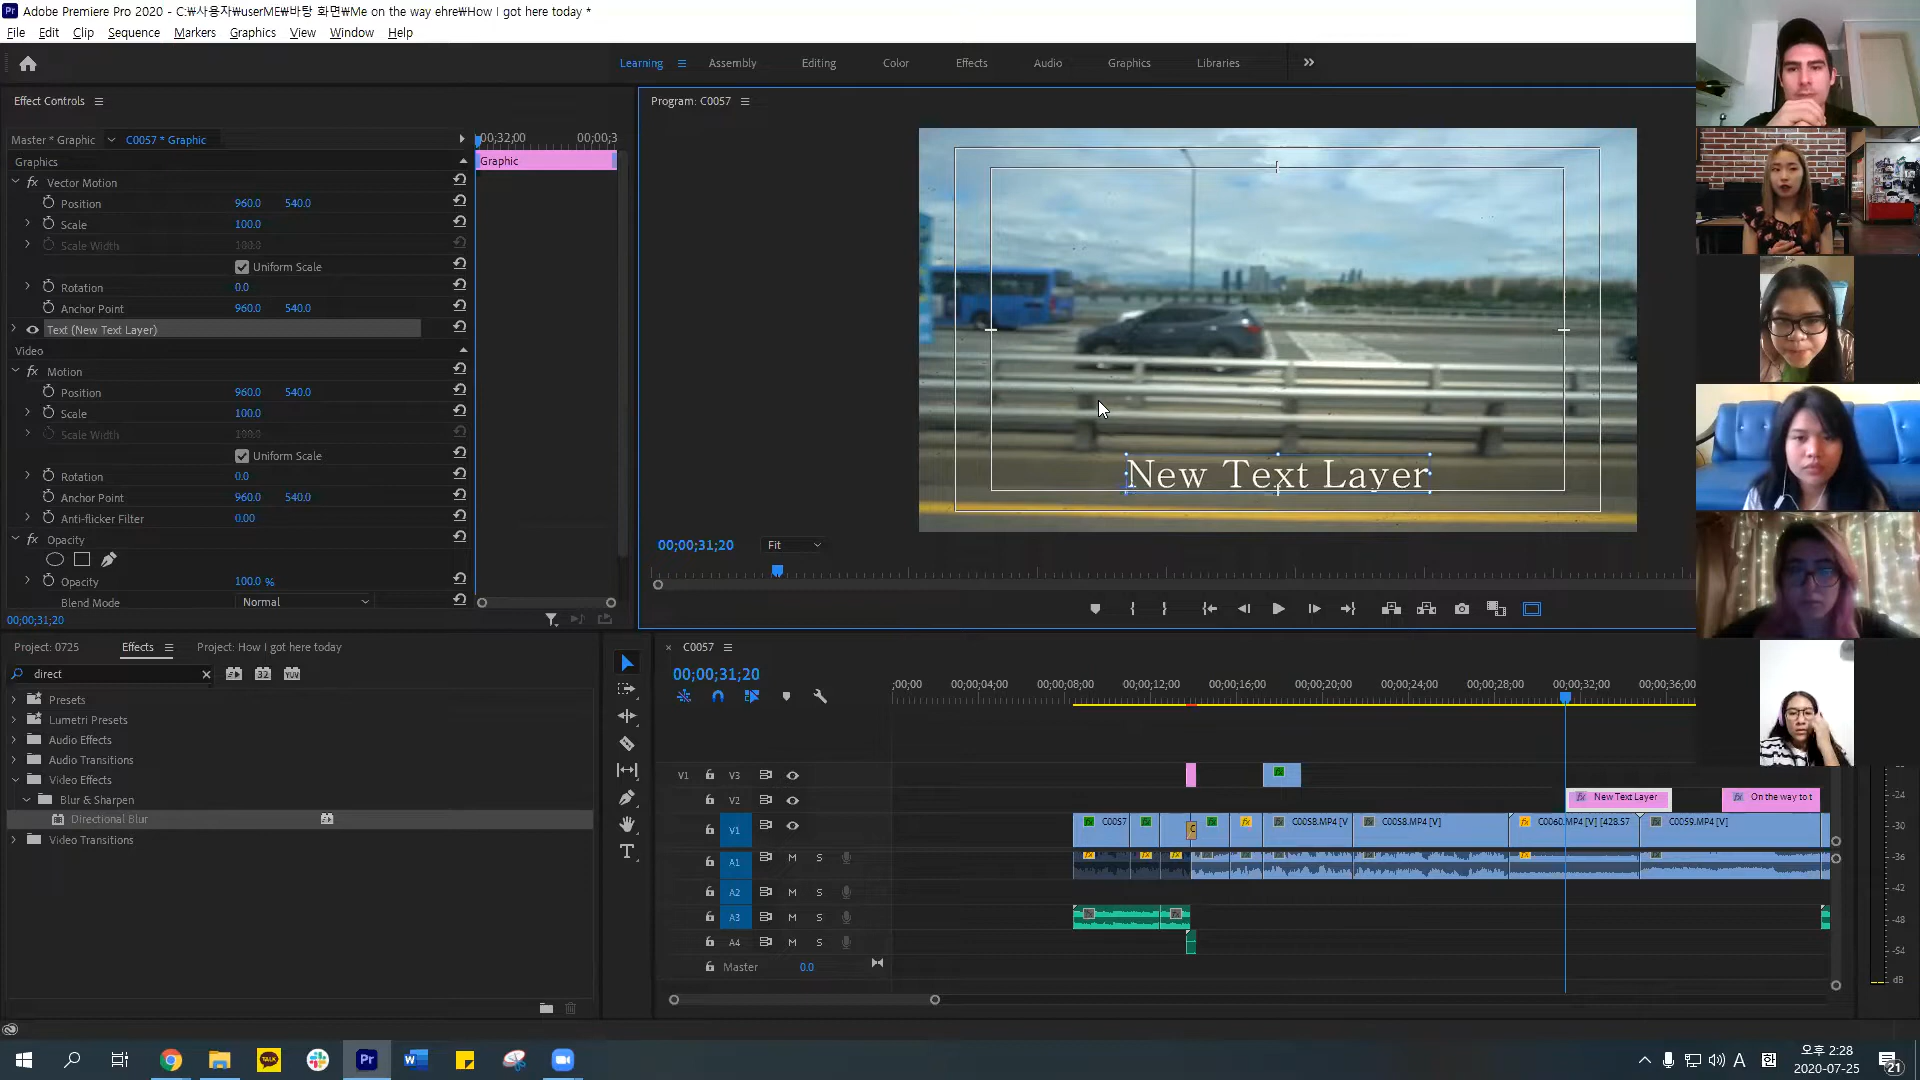 Adobe Premiere Pro 2020 - C:₩사용자₩userME₩바탕 화면₩Me on the way ehre₩How I got here today *
File Edit Clip Sequence Markers Graphics View Window Help
Learning Assembly Editing Color Effects Audio Graphics Libraries
Effect Controls
Program: C0057
Master * Graphic C0057 * Graphic
00;32;00 00;00;3
Graphics
Graphic
Vector Motion
Position 960.0 540.0
Scale 100.0
Scale Width 100.0
Uniform Scale
Rotation 0.0
Anchor Point 960.0 540.0
Text (New Text Layer)
Video
Motion
Position 960.0 540.0
Scale 100.0
Scale Width 100.0
Uniform Scale
Rotation 0.0
Anchor Point 960.0 540.0
Anti-flicker Filter 0.00
Opacity
Opacity 100.0 %
Blend Mode Normal
00;00;31;20
New Text Layer
00;00;31;20 Fit
Project: 0725 Effects Project: How I got here today
direct
Presets
Lumetri Presets
Audio Effects
Audio Transitions
Video Effects
Blur & Sharpen
Directional Blur
Video Transitions
C0057
00;00;31;20
;00;00 00;00;04;00 00;00;08;00 00;00;12;00 00;00;16;00 00;00;20;00 00;00;24;00 00;00;28;00 00;00;32;00 00;00;36;00
V1 V3
V2 New Text Layer On the way to t
V1 C0057 C0058.MP4 [V C0058.MP4 [V] C0060.MP4 [V] [428.57 C0059.MP4 [V]
A1 M S
A2 M S
A3 M S
A4 M S
Master 0.0
-24
-30
-36
-42
-48
-54
dB
TALK
A
오후 2:28
2020-07-25
21